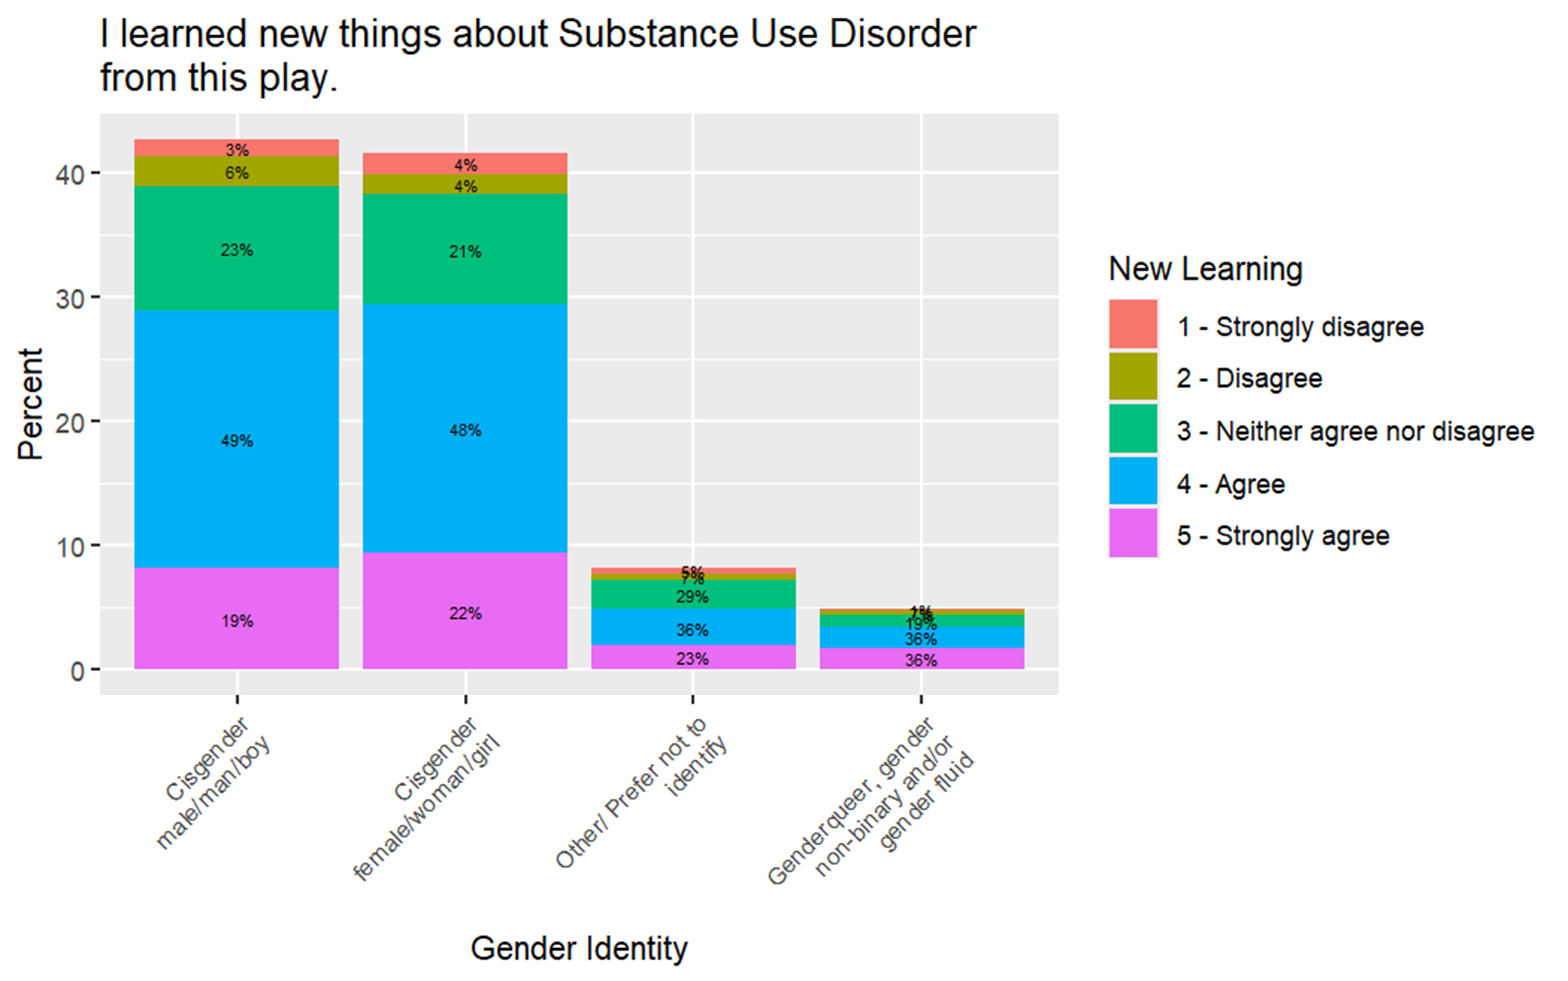 I learned new things about Substance Use Disorder
from this play.
Percent
40
30
20
10
0
3%
6%
23%
49%
19%
4%
4%
21%
48%
22%
5%
7%
29%
36%
23%
19%
36%
36%
Cisgender
male/man/boy
Cisgender
female/woman/girl
Other/ Prefer not to
identify
Genderqueer, gender
non-binary and/or
gender fluid
Gender Identity
New Learning
1 - Strongly disagree
2 - Disagree
3 - Neither agree nor disagree
4 - Agree
5 - Strongly agree